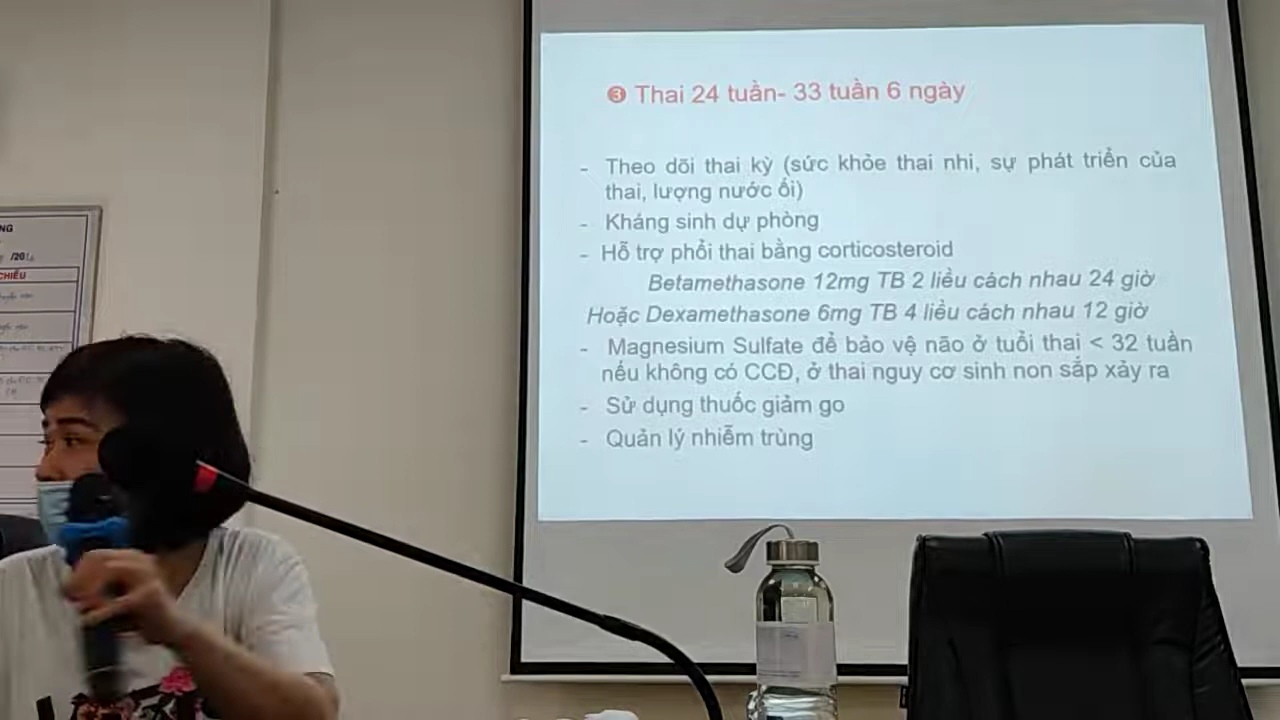 ❸ Thai 24 tuần- 33 tuần 6 ngày
- Theo dõi thai kỳ (sức khỏe thai nhi, sự phát triển của
thai, lượng nước ối)
- Kháng sinh dự phòng
- Hỗ trợ phổi thai bằng corticosteroid
Betamethasone 12mg TB 2 liều cách nhau 24 giờ
Hoặc Dexamethasone 6mg TB 4 liều cách nhau 12 giờ
- Magnesium Sulfate để bảo vệ não ở tuổi thai < 32 tuần
nếu không có CCĐ, ở thai nguy cơ sinh non sắp xảy ra
- Sử dụng thuốc giảm go
- Quản lý nhiễm trùng
NG
/20
CHIỀU